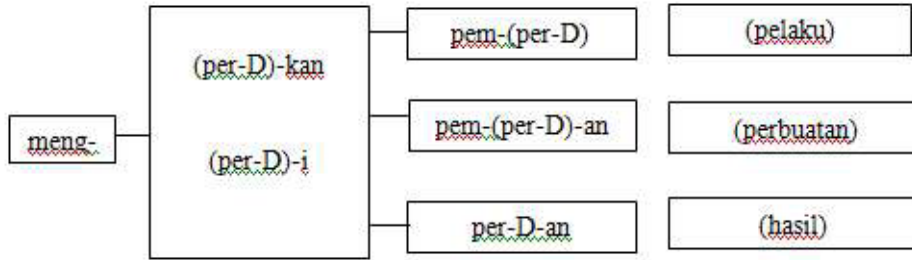 meng-
(per-D)-kan
(per-D)-i
pem-(per-D)
(pelaku)
pem-(per-D)-an
(perbuatan)
per-D-an
(hasil)